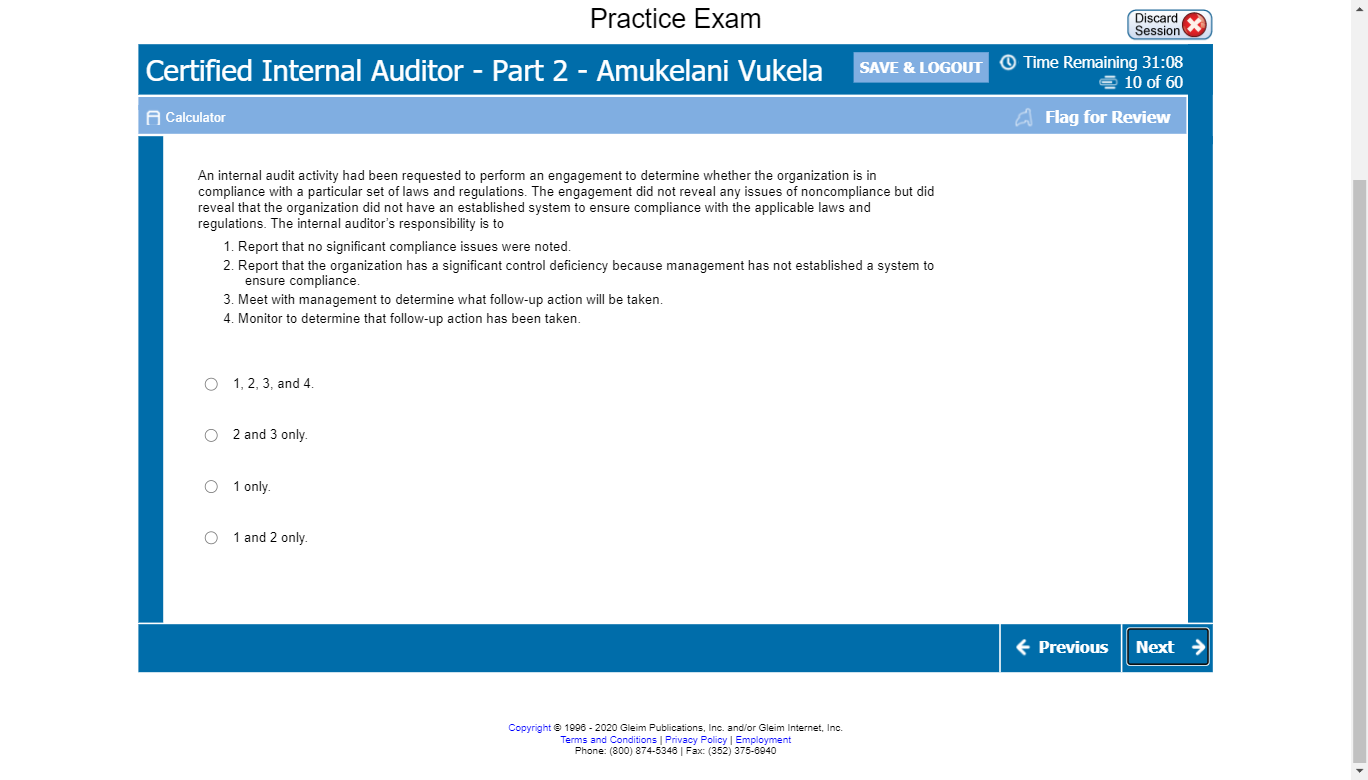 Practice Exam
Discard
Session
Certified Internal Auditor - Part 2 - Amukelani Vukela
SAVE & LOGOUT
Time Remaining 31:08
10 of 60
Calculator
Flag for Review
An internal audit activity had been requested to perform an engagement to determine whether the organization is in
compliance with a particular set of laws and regulations. The engagement did not reveal any issues of noncompliance but did
reveal that the organization did not have an established system to ensure compliance with the applicable laws and
regulations. The internal auditor's responsibility is to
1. Report that no significant compliance issues were noted.
2. Report that the organization has a significant control deficiency because management has not established a system to
ensure compliance.
3. Meet with management to determine what follow-up action will be taken.
4. Monitor to determine that follow-up action has been taken.
1, 2, 3, and 4.
2 and 3 only.
1 only.
1 and 2 only.
Previous
Next
Copyright © 1996 - 2020 Gleim Publications, Inc. and/or Gleim Internet, Inc.
Terms and Conditions | Privacy Policy | Employment
Phone: (800) 874-5346 | Fax: (352) 375-6940